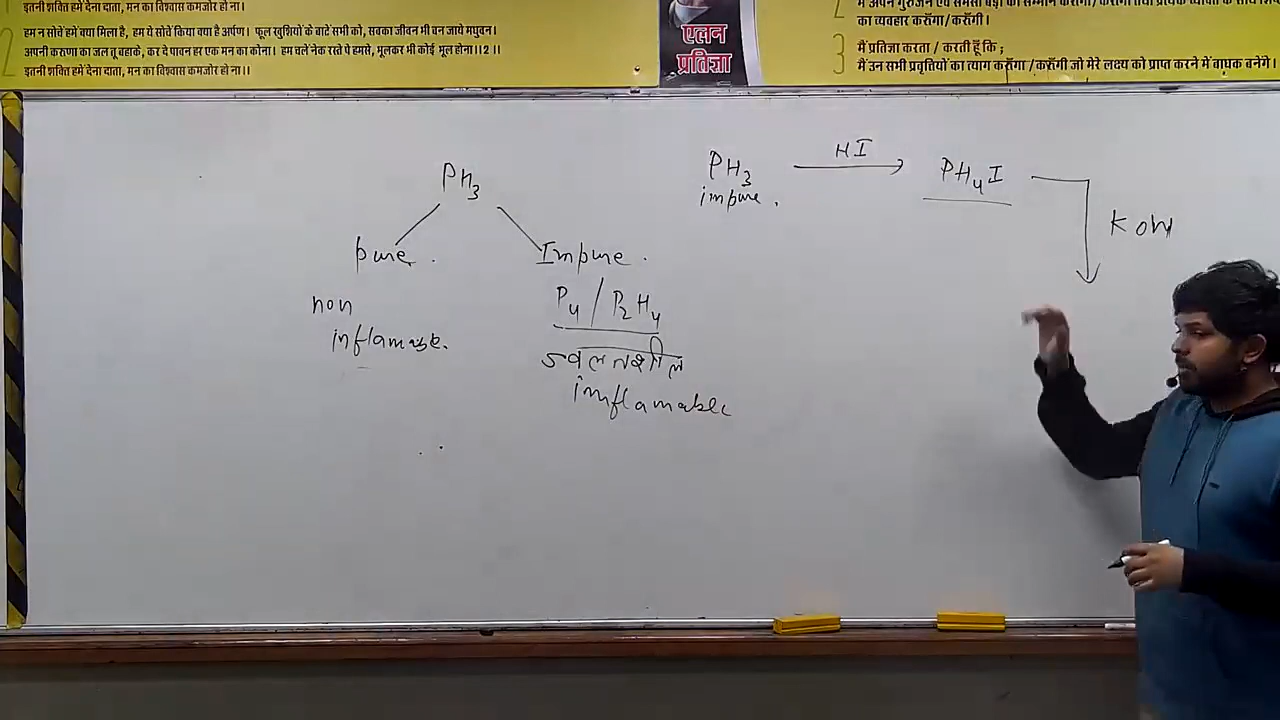 इतनी शक्ति हमें देना दाता, मन का विश्वास कमजोर हो ना।
2
हम न सोचें हमें क्या मिला है, हम ये सोचें किया क्या है अर्पण। फूल खुशियों के बाटें सभी को, सबका जीवन भी बन जाये मधुवन।
अपनी करुणा का जल तू बहाके, कर दे पावन हर एक मन का कोना। हम चलें नेक रस्ते पे हमसे, भूलकर भी कोई भूल होना।।2।।
इतनी शक्ति हमें देना दाता, मन का विश्वास कमजोर हो ना।।
एलन
प्रतिज्ञा
2
का व्यवहार करूँगा/करूँगी।
3
मैं प्रतिज्ञा करता / करती हूँ कि ;
मैं उन सभी प्रवृत्तियों का त्याग करूँगा /करूँगी जो मेरे लक्ष्य को प्राप्त करने में बाधक बनेंगे।
PH3
pure.
Impure.
non
P4 / P2H4
ज्वलनशील
imflamable
PH3
HI
PH4I
impure.
KOH